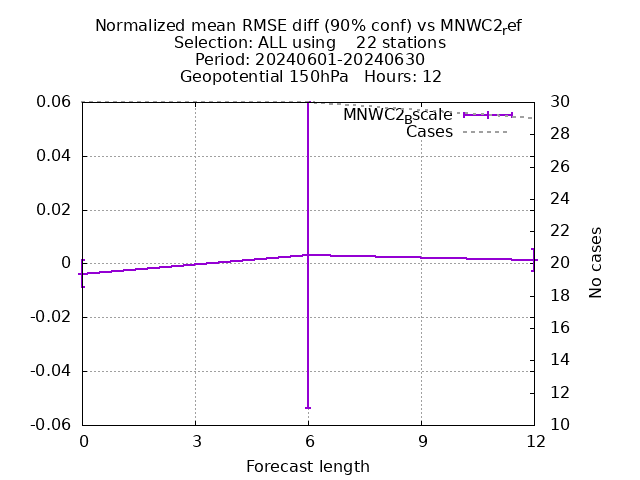 Normalized mean RMSE diff (90% conf) vs MNWC2ref
Selection: ALL using    22 stations
Period: 20240601-20240630
Geopotential 150hPa   Hours: 12
0.06
0.04
0.02
0
-0.02
-0.04
-0.06
MNWC2Bscale
Cases
30
28
26
24
22
20
18
16
14
12
10
No cases
0 3 6 9 12
Forecast length